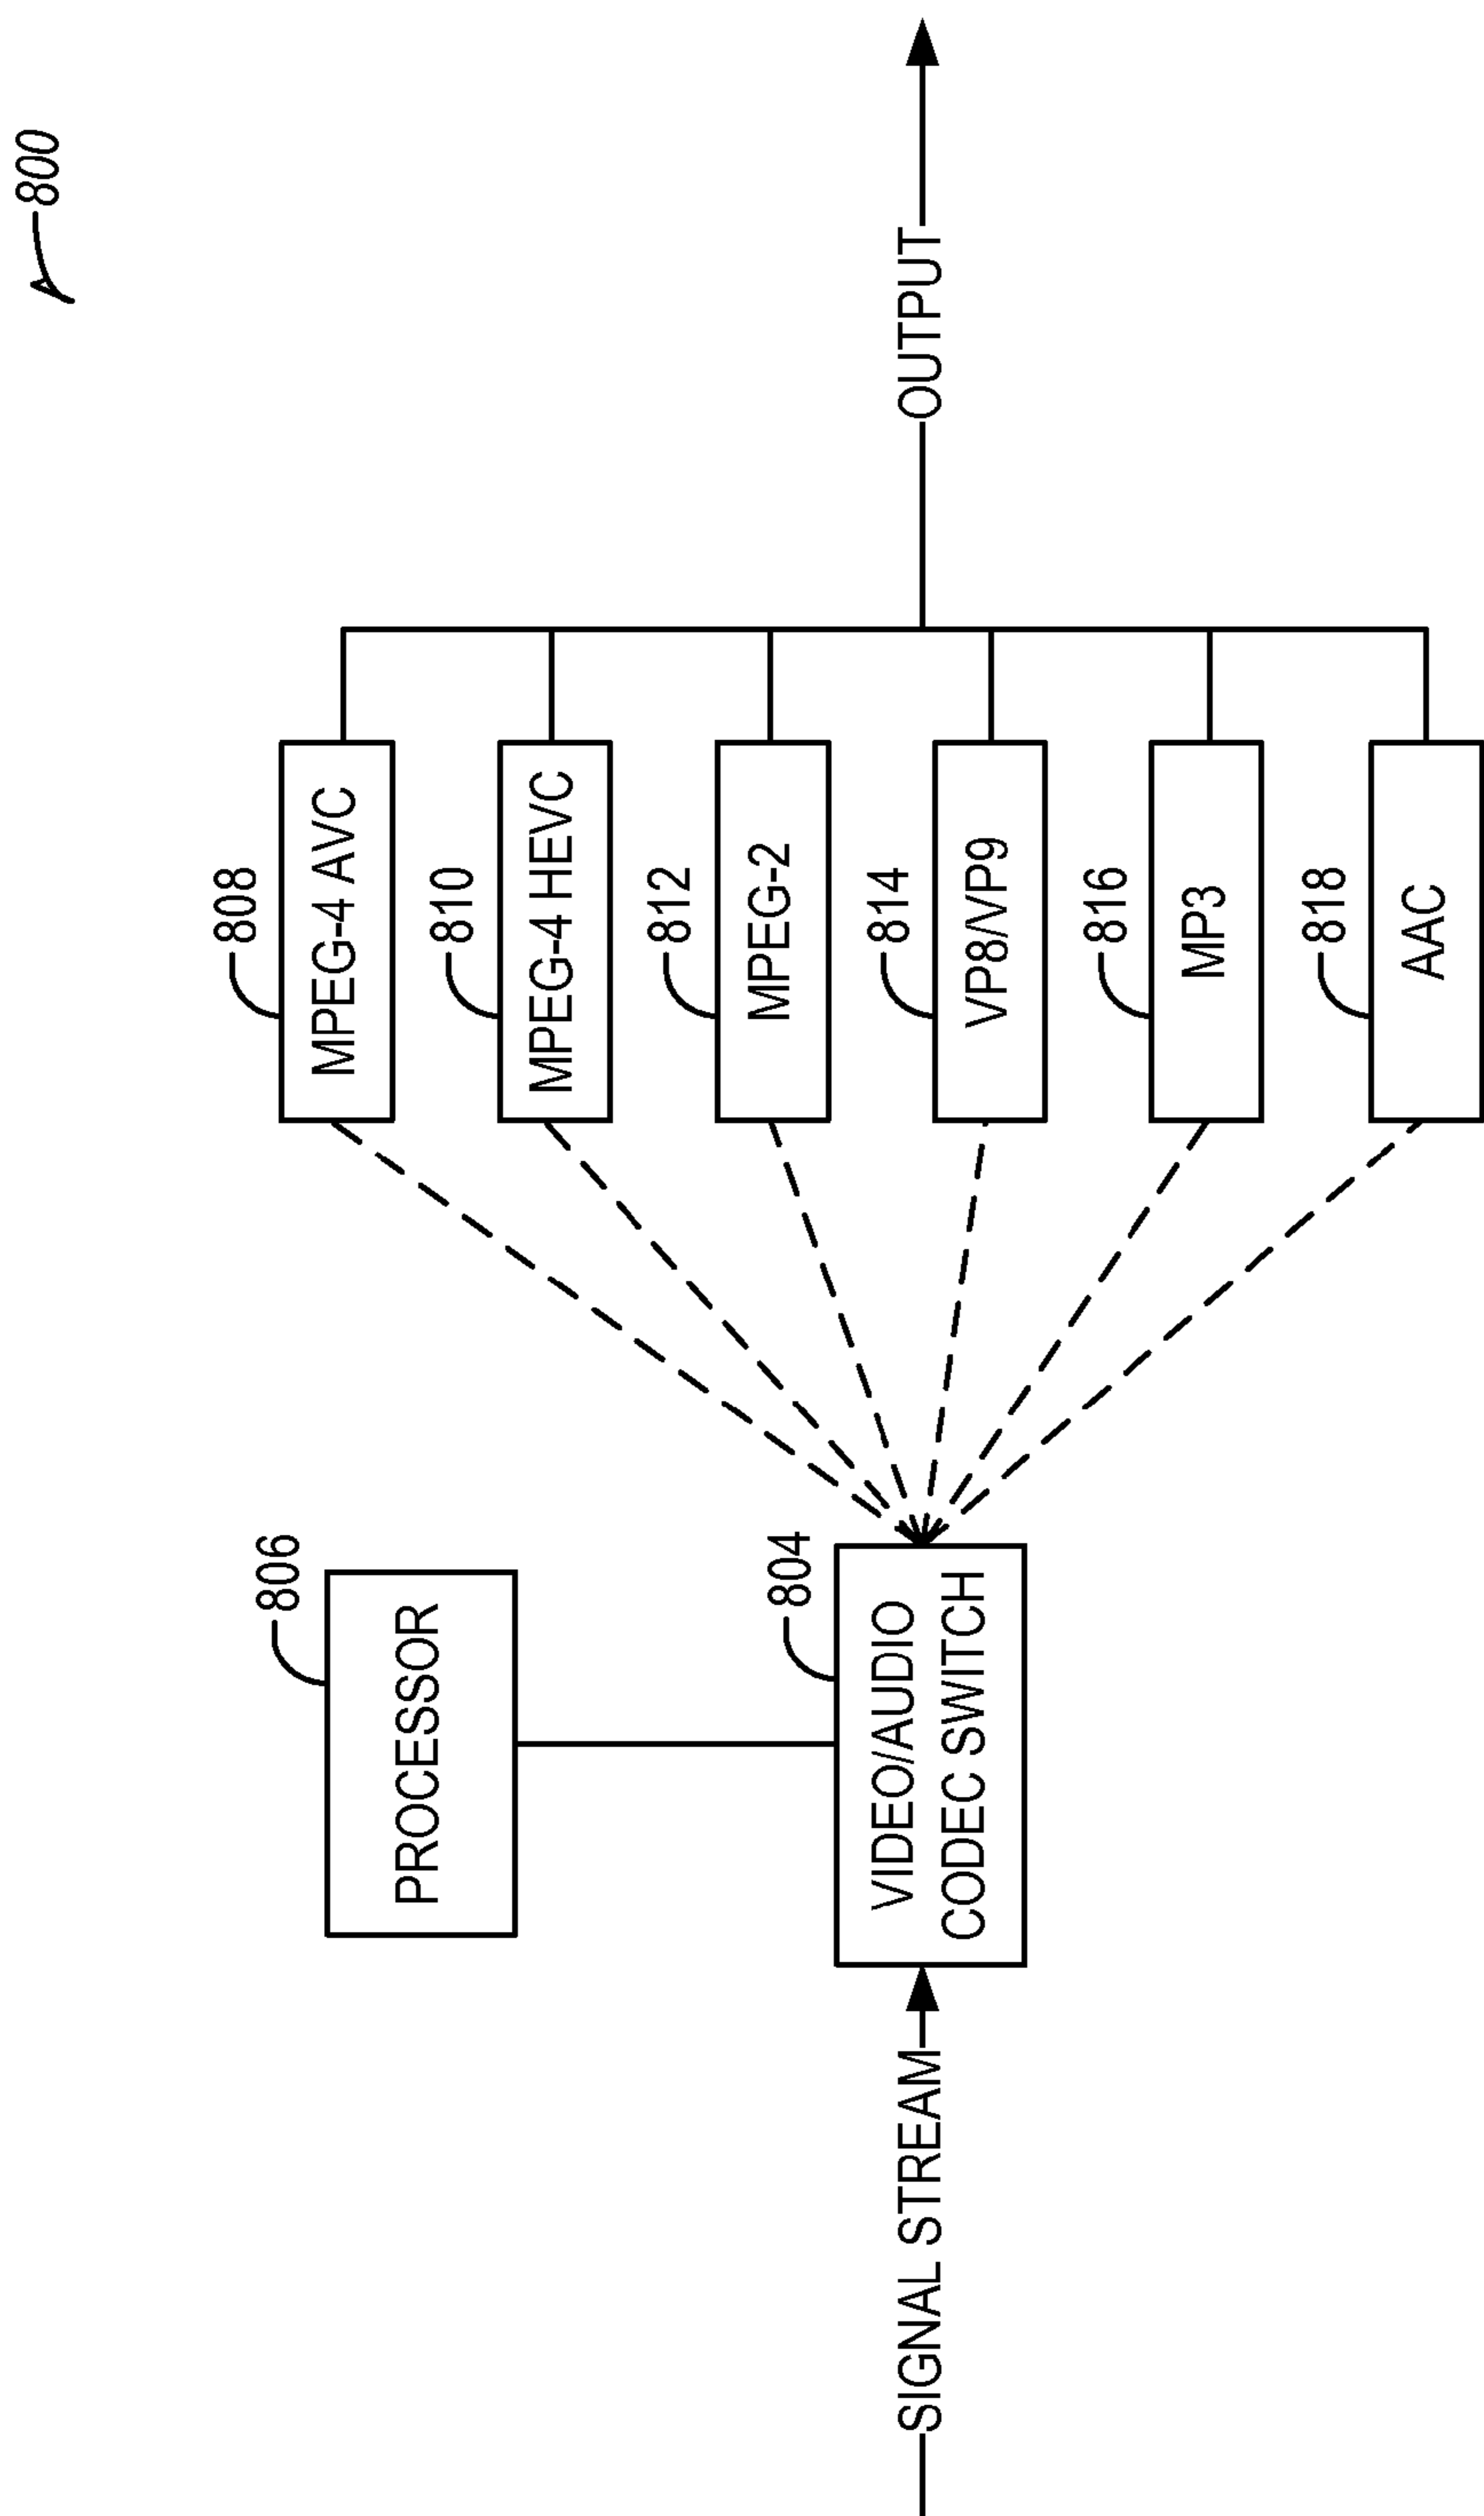 800
806
PROCESSOR
804
VIDEO/AUDIO
CODEC SWITCH
SIGNAL STREAM
808
MPEG-4 AVC
810
MPEG-4 HEVC
812
MPEG-2
814
VP8/VP9
816
MP3
818
AAC
OUTPUT